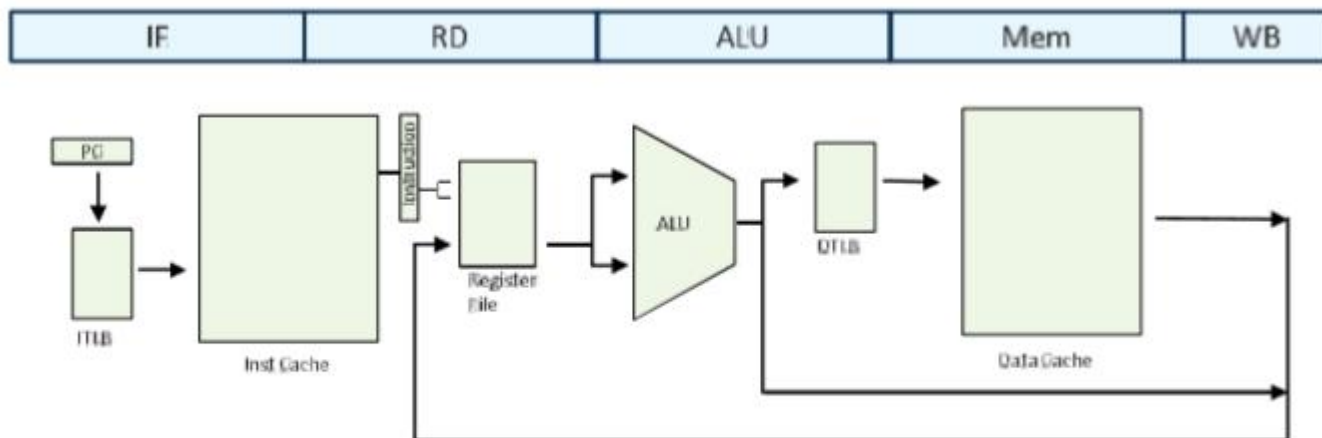 IF RD ALU Mem WB
PC
Instruction
ALU
ITLB
Inst Cache
Register
File
DTLB
Data Cache